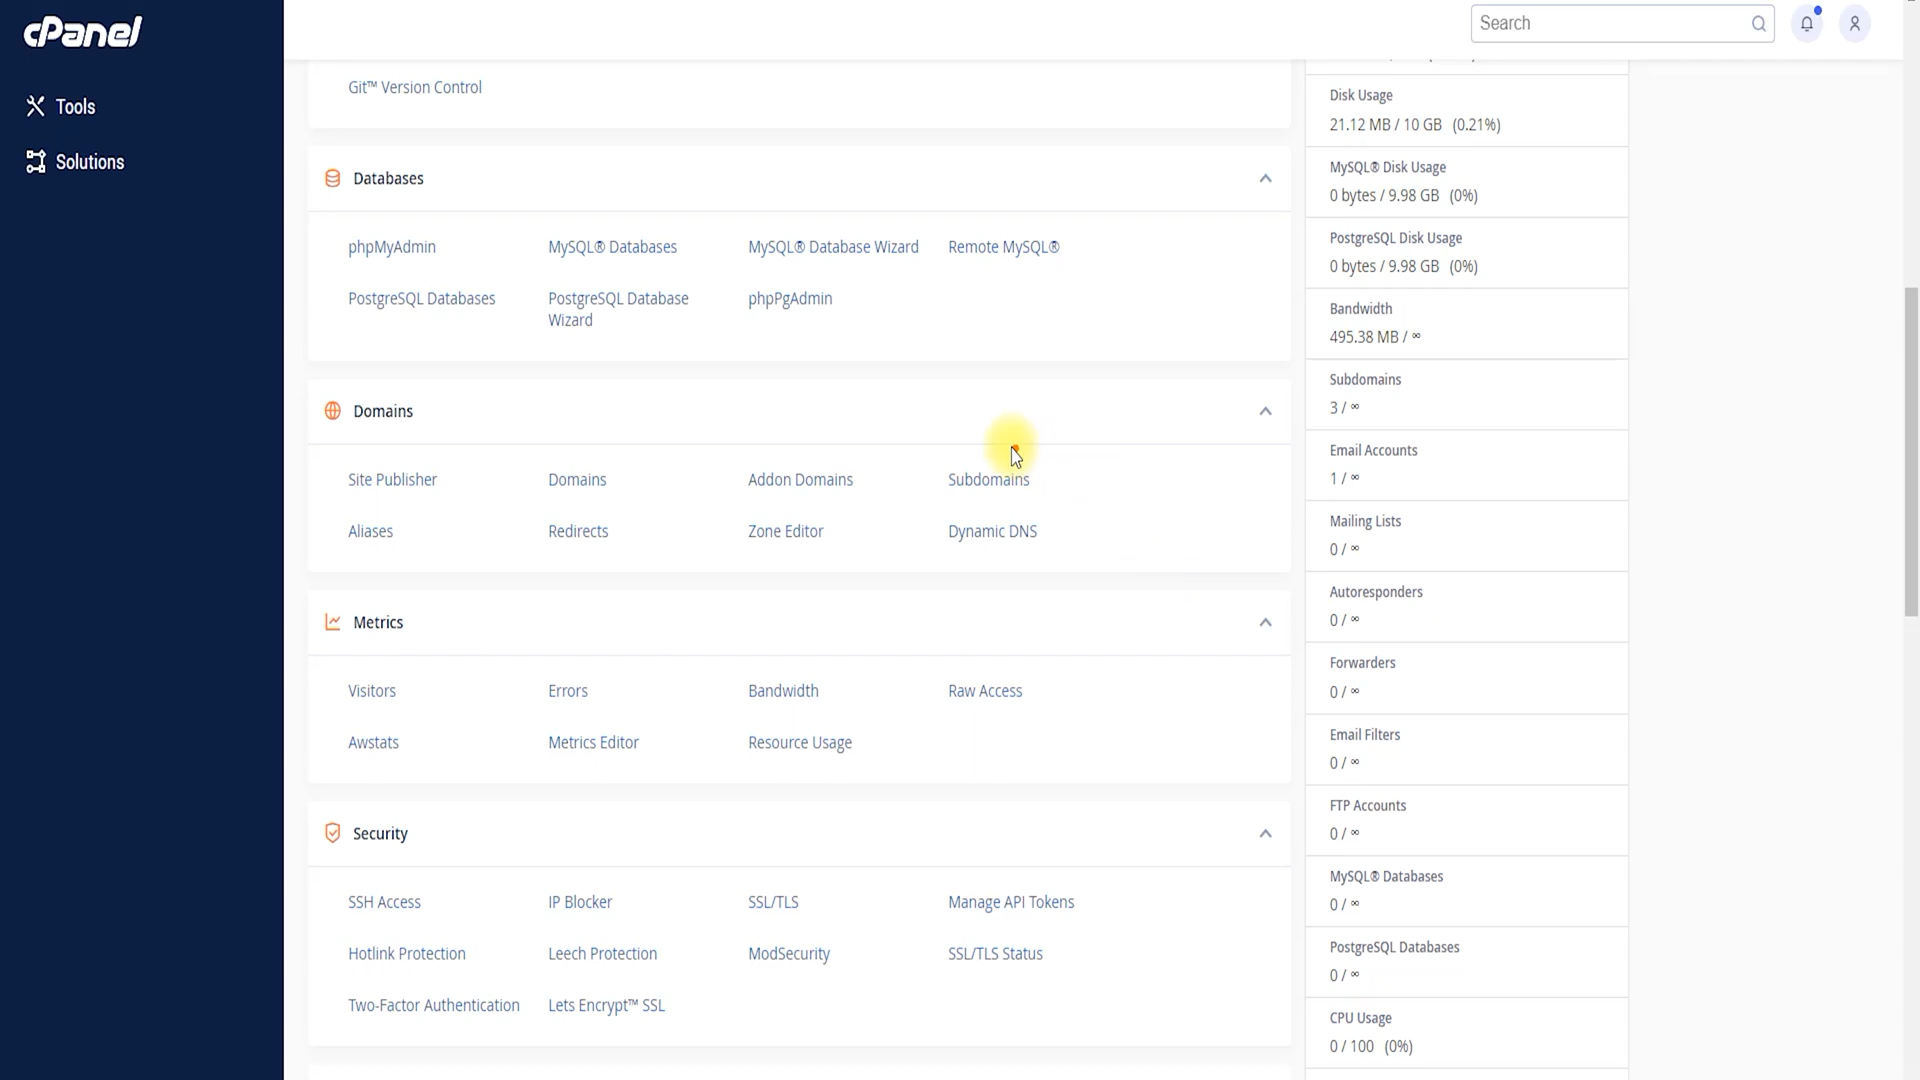 cPanel
Search
Tools
Solutions
Git™ Version Control
Databases
phpMyAdmin
MySQL® Databases
MySQL® Database Wizard
Remote MySQL®
PostgreSQL Databases
PostgreSQL Database
Wizard
phpPgAdmin
Domains
Site Publisher
Domains
Addon Domains
Subdomains
Aliases
Redirects
Zone Editor
Dynamic DNS
Metrics
Visitors
Errors
Bandwidth
Raw Access
Awstats
Metrics Editor
Resource Usage
Security
SSH Access
IP Blocker
SSL/TLS
Manage API Tokens
Hotlink Protection
Leech Protection
ModSecurity
SSL/TLS Status
Two-Factor Authentication
Lets Encrypt™ SSL
Disk Usage
21.12 MB / 10 GB (0.21%)
MySQL® Disk Usage
0 bytes / 9.98 GB (0%)
PostgreSQL Disk Usage
0 bytes / 9.98 GB (0%)
Bandwidth
495.38 MB / ∞
Subdomains
3 / ∞
Email Accounts
1 / ∞
Mailing Lists
0 / ∞
Autoresponders
0 / ∞
Forwarders
0 / ∞
Email Filters
0 / ∞
FTP Accounts
0 / ∞
MySQL® Databases
0 / ∞
PostgreSQL Databases
0 / ∞
CPU Usage
0 / 100 (0%)